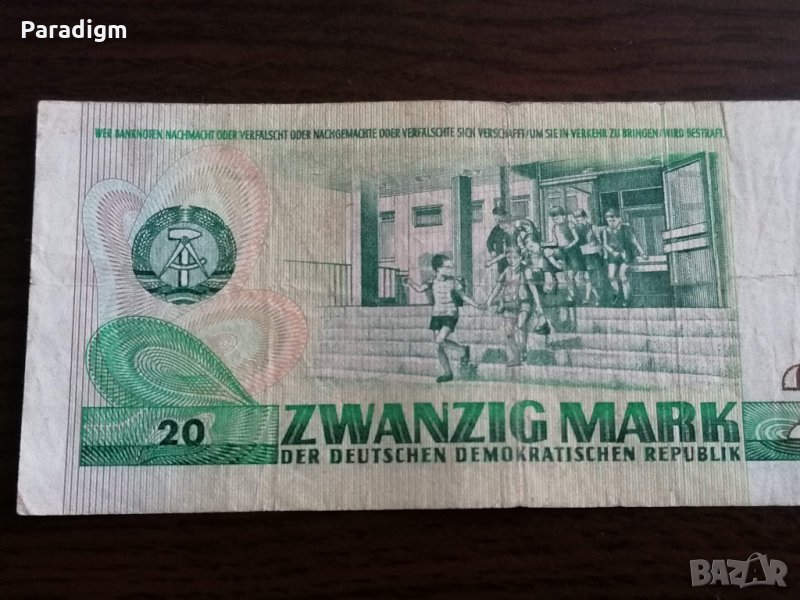 Paradigm
WER BANKNOTEN NACHMACHT ODER VERFÄLSCHT ODER NACHGEMACHTE ODER VERFÄLSCHTE SICH VERSCHAFFT/UM SIE IN VERKEHR ZU BRINGEN/WIRD BESTRAFT.
20 ZWANZIG MARK
DER DEUTSCHEN DEMOKRATISCHEN REPUBLIK
BAZAR